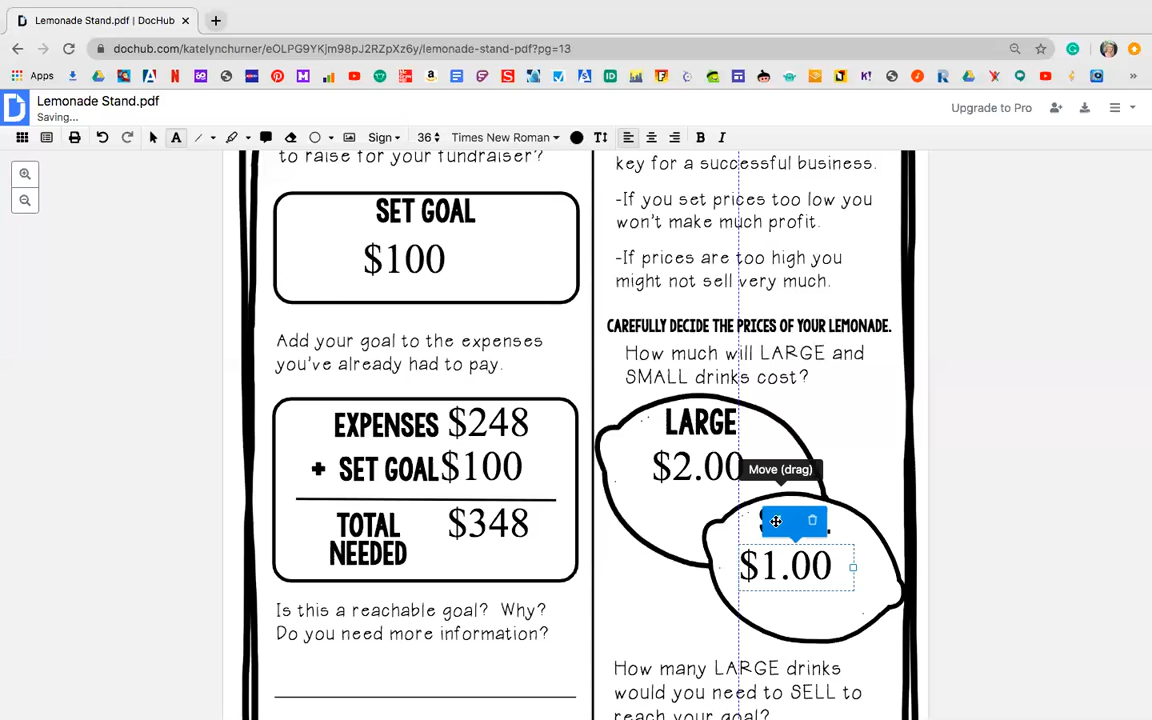 Lemonade Stand.pdf | DocHub
dochub.com/katelynchurner/eOLPG9YKjm98pJ2RZpXz6y/lemonade-stand-pdf?pg=13
Apps
Lemonade Stand.pdf
Saving...
Upgrade to Pro
A Sign 36 Times New Roman B I
to raise for your fundraiser?
SET GOAL
$100
Add your goal to the expenses
you've already had to pay.
EXPENSES $248
+ SET GOAL $100
TOTAL $348
NEEDED
Is this a reachable goal? Why?
Do you need more information?
key for a successful business.
-If you set prices too low you
won't make much profit.
-If prices are too high you
might not sell very much.
CAREFULLY DECIDE THE PRICES OF YOUR LEMONADE.
How much will LARGE and
SMALL drinks cost?
LARGE
$2.00
Move (drag)
$1.00
How many LARGE drinks
would you need to SELL to
reach your goal?